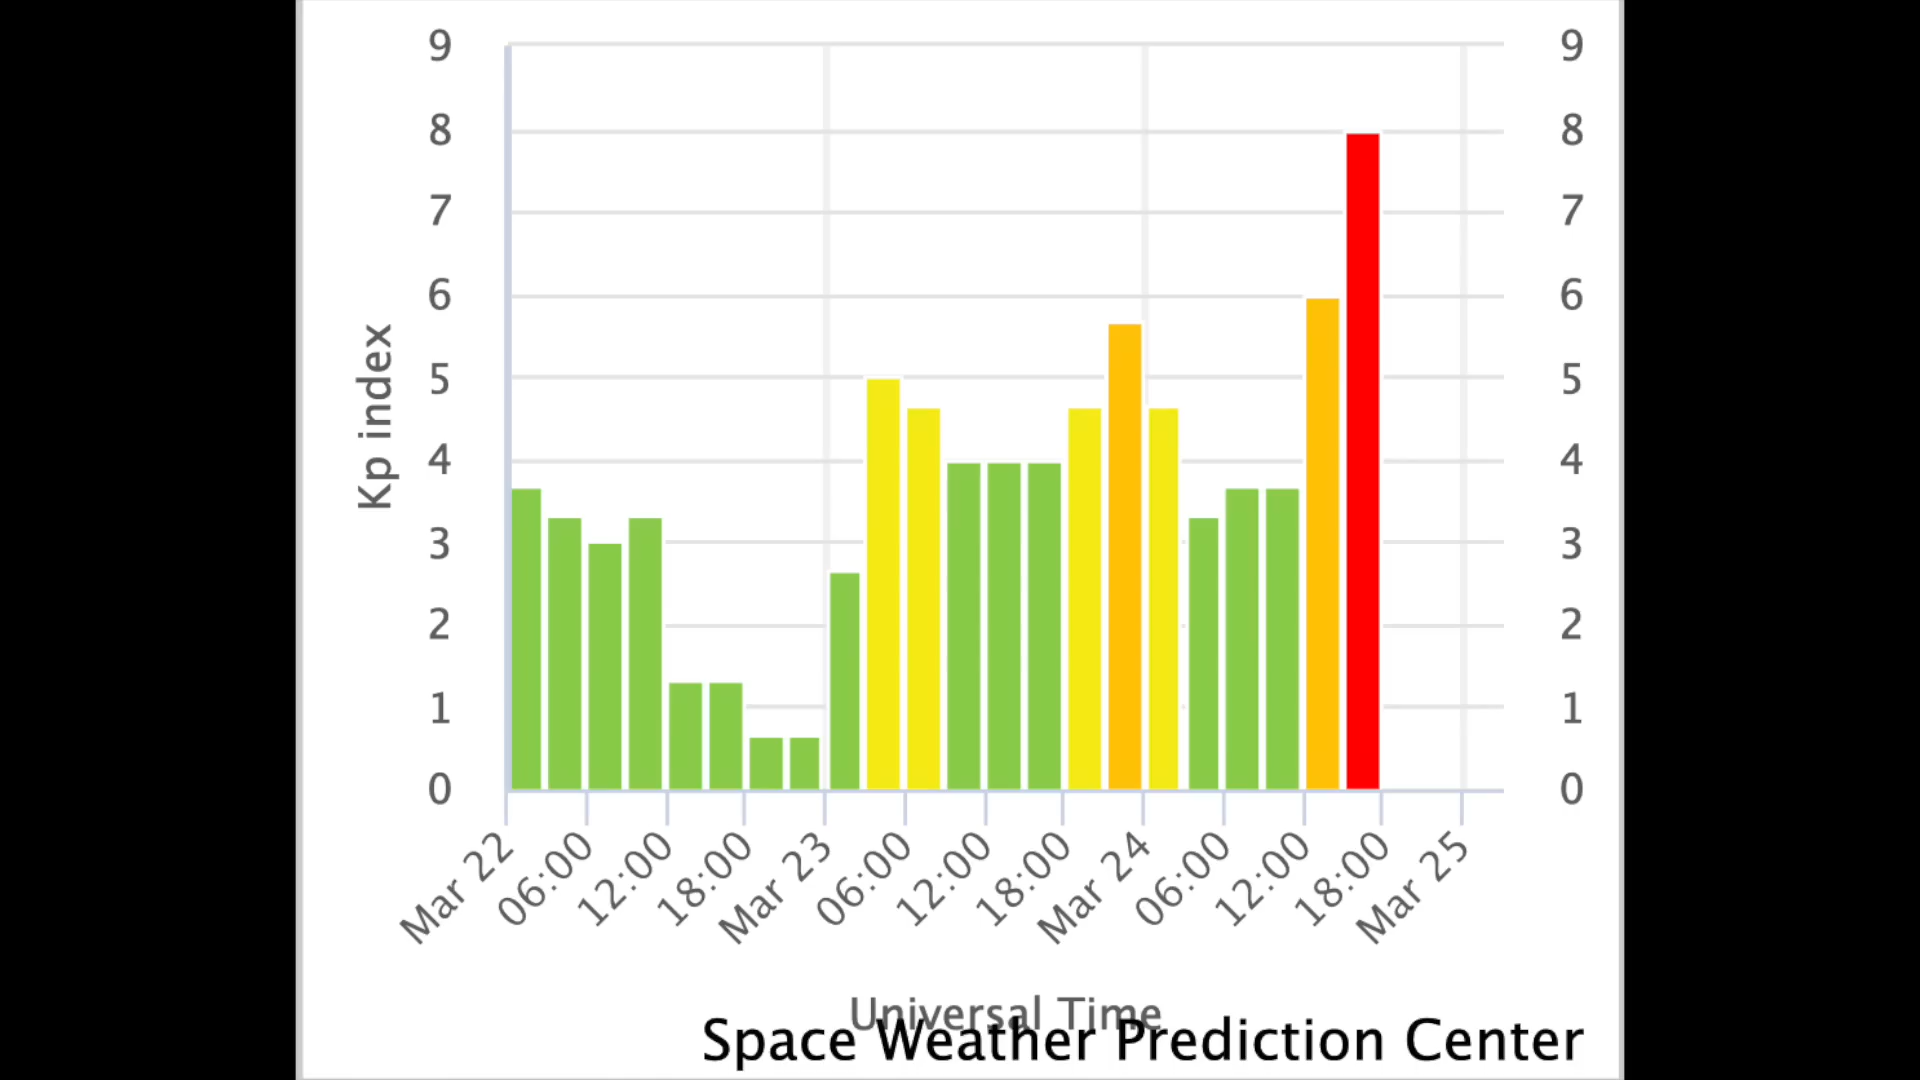 9 9
8 8
7 7
6 6
5 5
4 4
3 3
2 2
1 1
0 0
Kp index
Mar 22 06:00 12:00 18:00 Mar 23 06:00 12:00 18:00 Mar 24 06:00 12:00 18:00 Mar 25
Universal Time
Space Weather Prediction Center